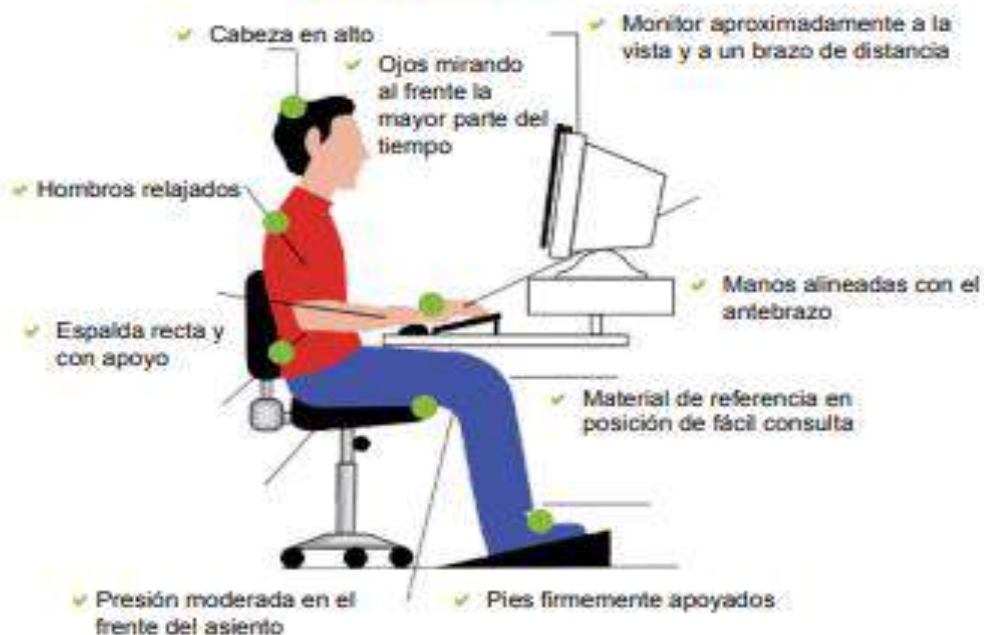 Cabeza en alto
Monitor aproximadamente a la
vista y a un brazo de distancia
Ojos mirando
al frente la
mayor parte del
tiempo
Hombros relajados
Manos alineadas con el
antebrazo
Espalda recta y
con apoyo
Material de referencia en
posición de fácil consulta
Presión moderada en el
frente del asiento
Pies firmemente apoyados